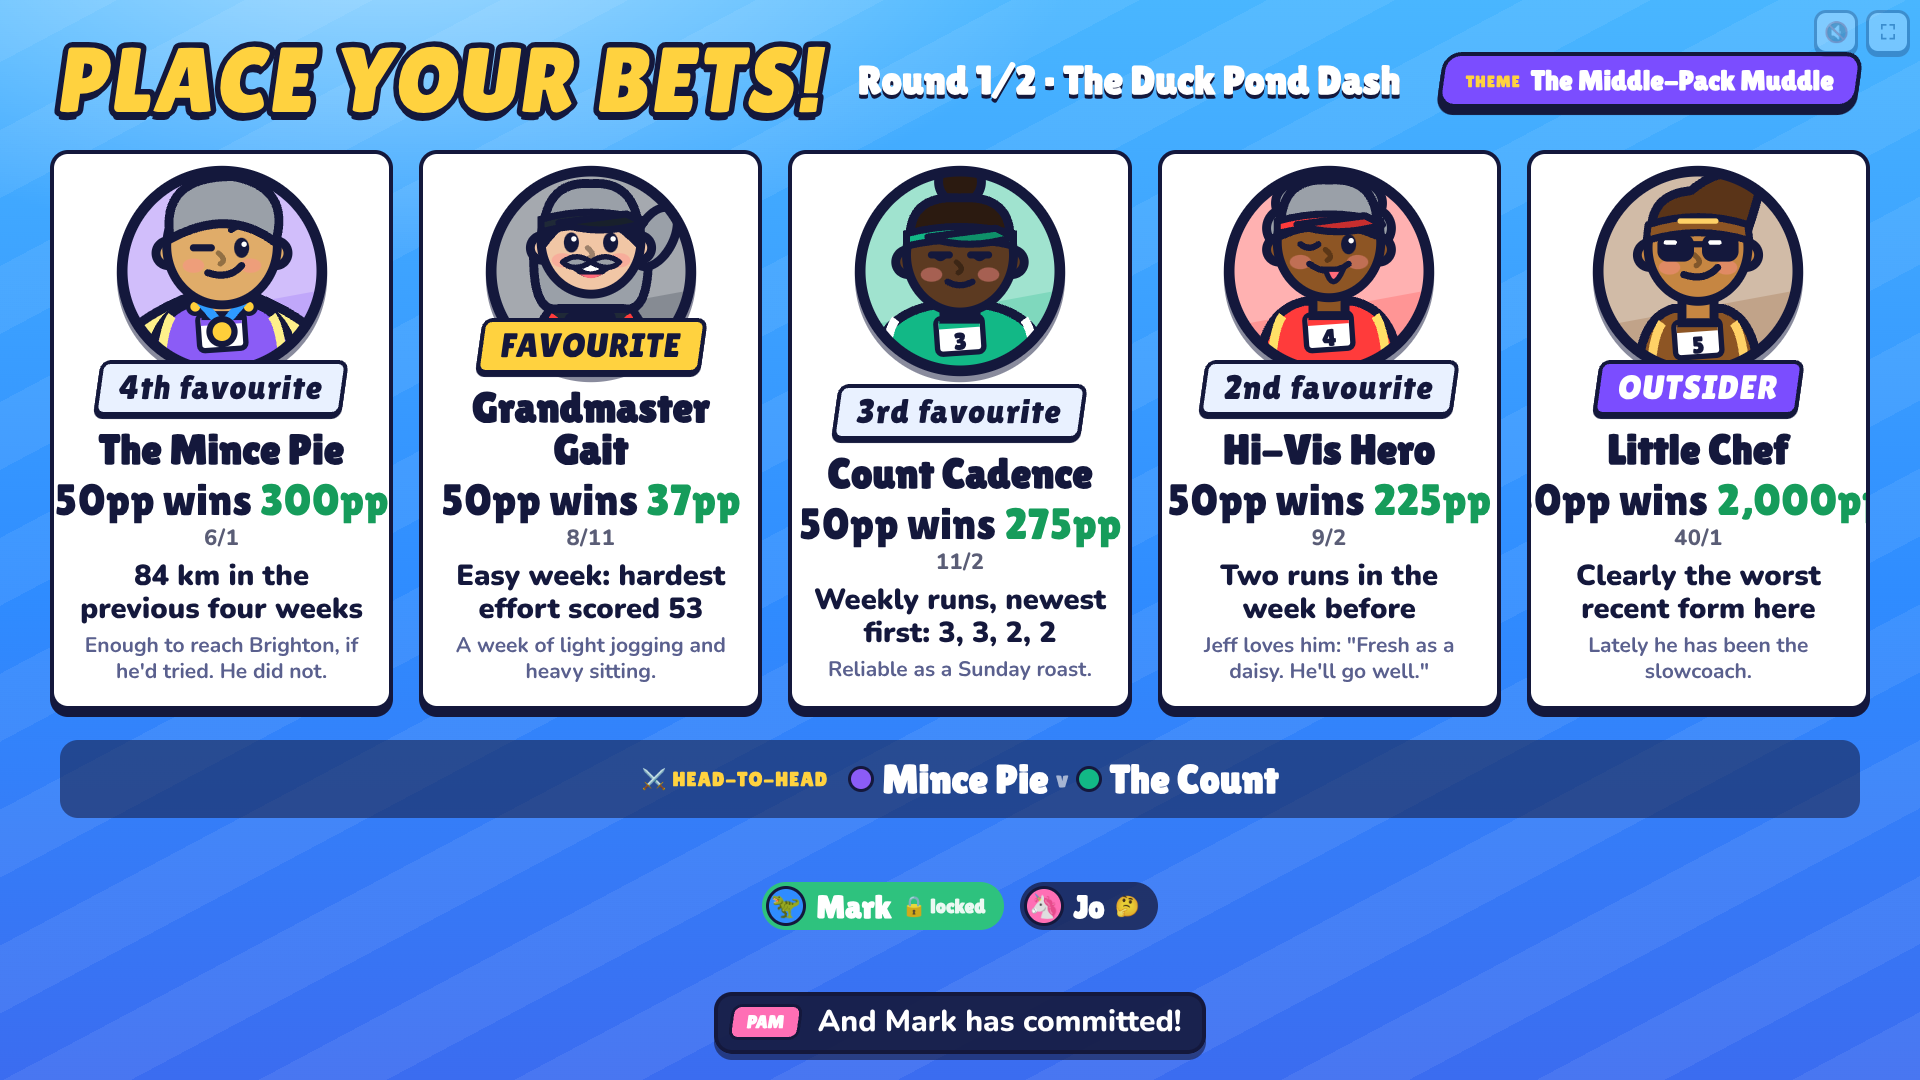 PLACE YOUR BETS!
Round 1/2 · The Duck Pond Dash
THEME The Middle-Pack Muddle
4th favourite
The Mince Pie
50pp wins 300pp
6/1
84 km in the
previous four weeks
Enough to reach Brighton, if
he'd tried. He did not.
FAVOURITE
Grandmaster
Gait
50pp wins 37pp
8/11
Easy week: hardest
effort scored 53
A week of light jogging and
heavy sitting.
3
3rd favourite
Count Cadence
50pp wins 275pp
11/2
Weekly runs, newest
first: 3, 3, 2, 2
Reliable as a Sunday roast.
4
2nd favourite
Hi-Vis Hero
50pp wins 225pp
9/2
Two runs in the
week before
Jeff loves him: "Fresh as a
daisy. He'll go well."
5
OUTSIDER
Little Chef
0pp wins 2,000p
40/1
Clearly the worst
recent form here
Lately he has been the
slowcoach.
⚔️ HEAD-TO-HEAD Mince Pie v The Count
Mark 🔒 locked
Jo 🤔
PAM And Mark has committed!